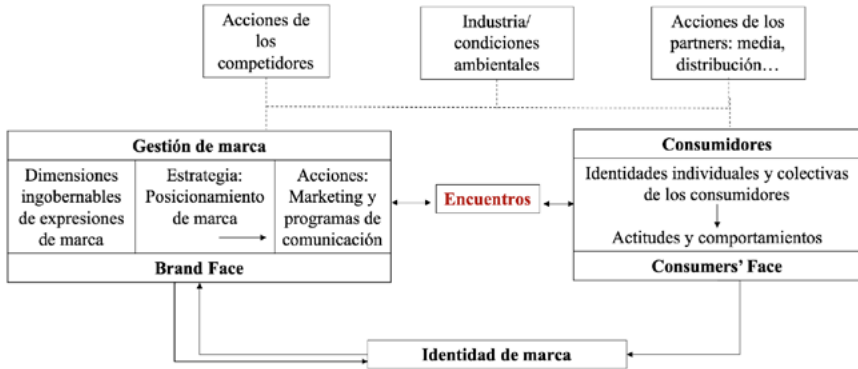 Acciones de
los
competidores
Industria/
condiciones
ambientales
Acciones de los
partners: media,
distribución…
Gestión de marca
Dimensiones
ingobernables
de expresiones
de marca
Estrategia:
Posicionamiento
de marca
Acciones:
Marketing y
programas de
comunicación
Brand Face
Encuentros
Consumidores
Identidades individuales y colectivas
de los consumidores
Actitudes y comportamientos
Consumers’ Face
Identidad de marca